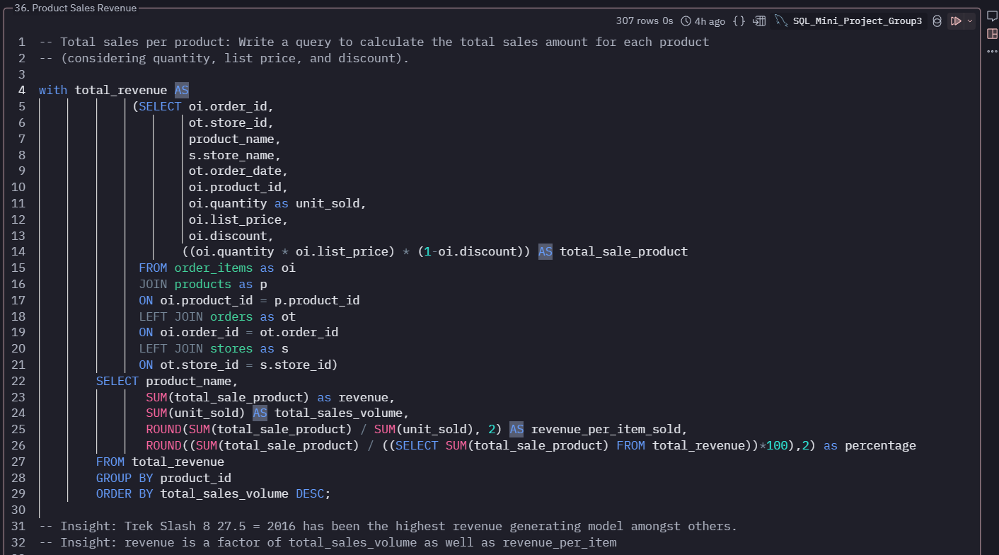 36. Product Sales Revenue
307 rows 0s 4h ago {} SQL_Mini_Project_Group3
1 -- Total sales per product: Write a query to calculate the total sales amount for each product
2 -- (considering quantity, list price, and discount).
3
4 with total_revenue AS
5 (SELECT oi.order_id,
6 ot.store_id,
7 product_name,
8 s.store_name,
9 ot.order_date,
10 oi.product_id,
11 oi.quantity as unit_sold,
12 oi.list_price,
13 oi.discount,
14 ((oi.quantity * oi.list_price) * (1-oi.discount)) AS total_sale_product
15 FROM order_items as oi
16 JOIN products as p
17 ON oi.product_id = p.product_id
18 LEFT JOIN orders as ot
19 ON oi.order_id = ot.order_id
20 LEFT JOIN stores as s
21 ON ot.store_id = s.store_id)
22 SELECT product_name,
23 SUM(total_sale_product) as revenue,
24 SUM(unit_sold) AS total_sales_volume,
25 ROUND(SUM(total_sale_product) / SUM(unit_sold), 2) AS revenue_per_item_sold,
26 ROUND((SUM(total_sale_product) / ((SELECT SUM(total_sale_product) FROM total_revenue))*100),2) as percentage
27 FROM total_revenue
28 GROUP BY product_id
29 ORDER BY total_sales_volume DESC;
30
31 -- Insight: Trek Slash 8 27.5 = 2016 has been the highest revenue generating model amongst others.
32 -- Insight: revenue is a factor of total_sales_volume as well as revenue_per_item